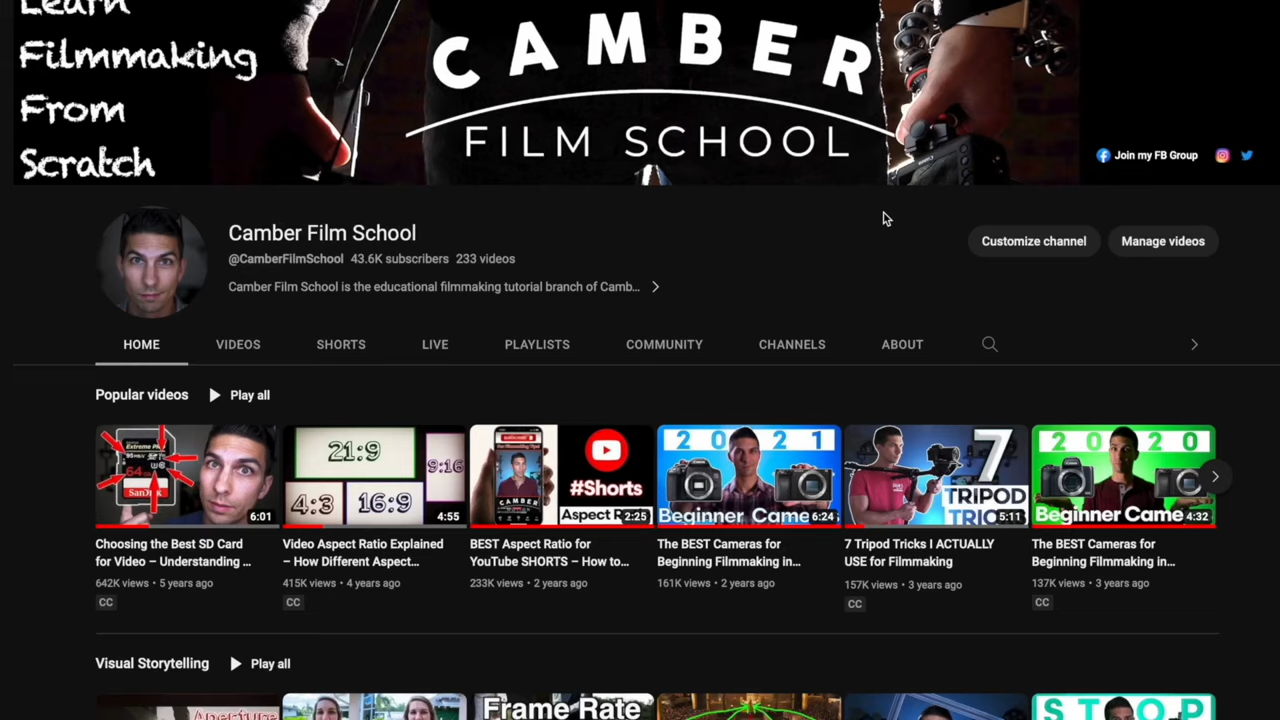 Learn
Filmmaking
From
Scratch
CAMBER
FILM SCHOOL
Join my FB Group
Camber Film School
@CamberFilmSchool 43.6K subscribers 233 videos
Camber Film School is the educational filmmaking tutorial branch of Camb...
Customize channel
Manage videos
HOME VIDEOS SHORTS LIVE PLAYLISTS COMMUNITY CHANNELS ABOUT
Popular videos Play all
SanDisk
Extreme
64
6:01
21:9
9:16
4:3
16:9
4:55
CAMBER
#Shorts
Aspect R
2:25
2021
Beginner Came
6:24
7
TRIPOD
TRIC
5:11
2020
Beginner Came
4:32
Choosing the Best SD Card
for Video – Understanding ...
642K views • 5 years ago
CC
Video Aspect Ratio Explained
– How Different Aspect...
415K views • 4 years ago
CC
BEST Aspect Ratio for
YouTube SHORTS – How to...
233K views • 2 years ago
The BEST Cameras for
Beginning Filmmaking in...
161K views • 2 years ago
7 Tripod Tricks I ACTUALLY
USE for Filmmaking
157K views • 3 years ago
CC
The BEST Cameras for
Beginning Filmmaking in...
137K views • 3 years ago
CC
Visual Storytelling Play all
Aperture
Frame Rate
STOP